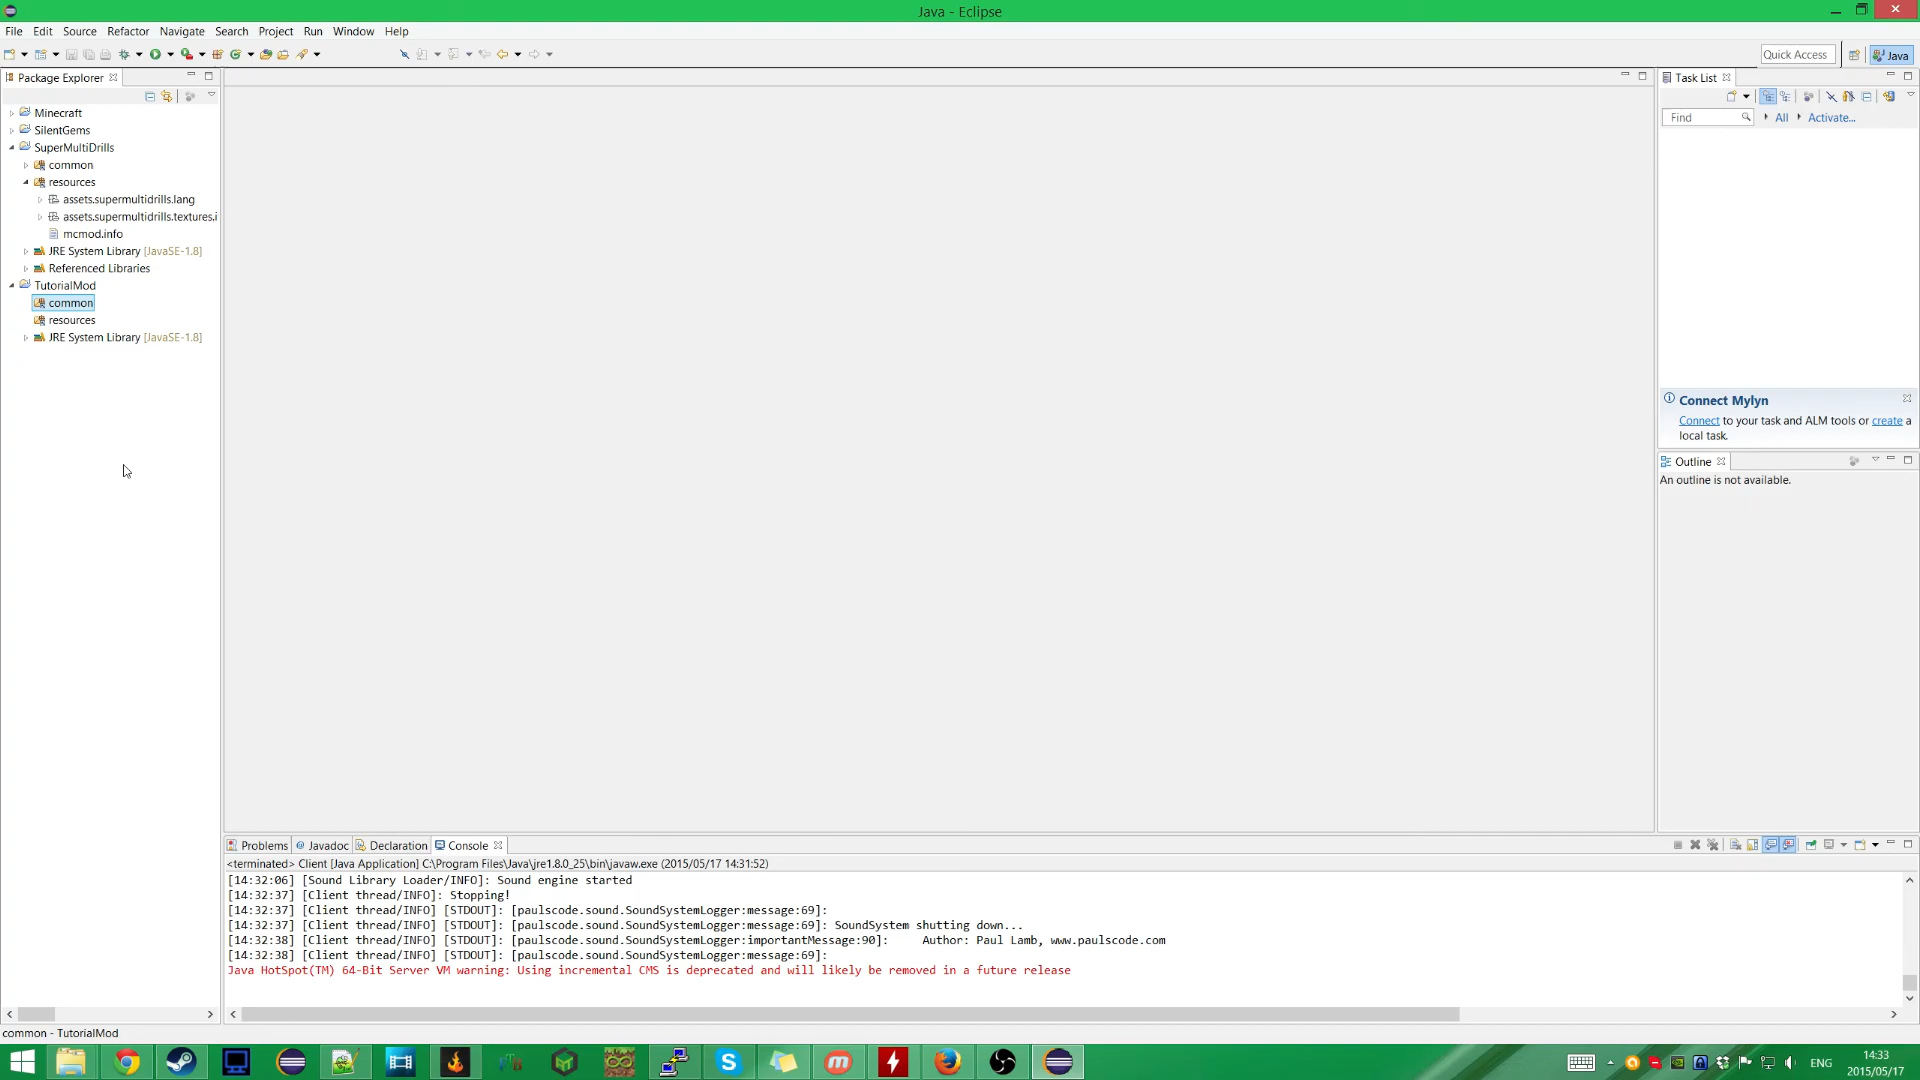 Java - Eclipse
File Edit Source Refactor Navigate Search Project Run Window Help
Quick Access
Java
Package Explorer
Minecraft
SilentGems
SuperMultiDrills
common
resources
assets.supermultidrills.lang
assets.supermultidrills.textures.i
mcmod.info
JRE System Library [JavaSE-1.8]
Referenced Libraries
TutorialMod
common
resources
JRE System Library [JavaSE-1.8]
Task List
Find
All
Activate...
Connect Mylyn
Connect to your task and ALM tools or create a
local task.
Outline
An outline is not available.
Problems Javadoc Declaration Console
<terminated> Client [Java Application] C:\Program Files\Java\jre1.8.0_25\bin\javaw.exe (2015/05/17 14:31:52)
[14:32:06] [Sound Library Loader/INFO]: Sound engine started
[14:32:37] [Client thread/INFO]: Stopping!
[14:32:37] [Client thread/INFO] [STDOUT]: [paulscode.sound.SoundSystemLogger:message:69]:
[14:32:37] [Client thread/INFO] [STDOUT]: [paulscode.sound.SoundSystemLogger:message:69]: SoundSystem shutting down...
[14:32:38] [Client thread/INFO] [STDOUT]: [paulscode.sound.SoundSystemLogger:importantMessage:90]:     Author: Paul Lamb, www.paulscode.com
[14:32:38] [Client thread/INFO] [STDOUT]: [paulscode.sound.SoundSystemLogger:message:69]:
Java HotSpot(TM) 64-Bit Server VM warning: Using incremental CMS is deprecated and will likely be removed in a future release
common - TutorialMod
ENG
14:33
2015/05/17